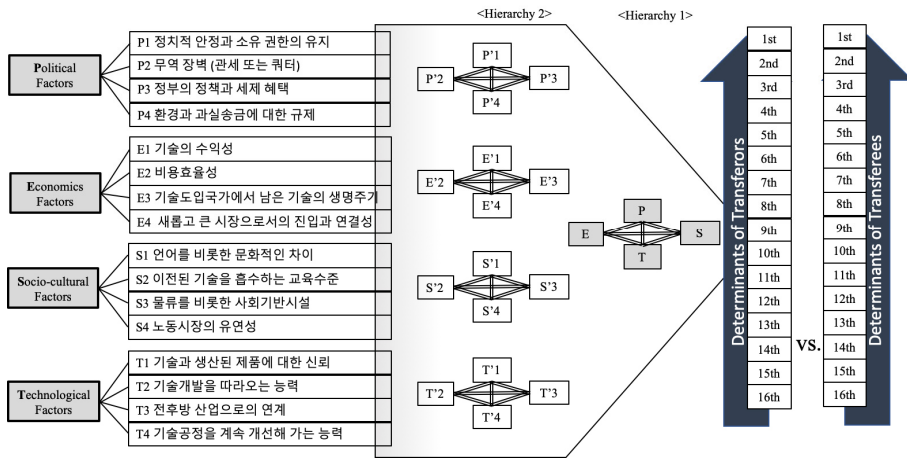 <Hierarchy 2>
<Hierarchy 1>
Political
Factors
P1 정치적 안정과 소유 권한의 유지
P2 무역 장벽 (관세 또는 쿼터)
P3 정부의 정책과 세제 혜택
P4 환경과 과실송금에 대한 규제
Economics
Factors
E1 기술의 수익성
E2 비용효율성
E3 기술도입국가에서 남은 기술의 생명주기
E4 새롭고 큰 시장으로서의 진입과 연결성
Socio-cultural
Factors
S1 언어를 비롯한 문화적인 차이
S2 이전된 기술을 흡수하는 교육수준
S3 물류를 비롯한 사회기반시설
S4 노동시장의 유연성
Technological
Factors
T1 기술과 생산된 제품에 대한 신뢰
T2 기술개발을 따라오는 능력
T3 전후방 산업으로의 연계
T4 기술공정을 계속 개선해 가는 능력
P'1
P'2
P'3
P'4
E'1
E'2
E'3
E'4
S'1
S'2
S'3
S'4
T'1
T'2
T'3
T'4
P
E
S
T
Determinants of Transferors
1st
2nd
3rd
4th
5th
6th
7th
8th
9th
10th
11th
12th
13th
14th
15th
16th
VS.
1st
2nd
3rd
4th
5th
6th
7th
8th
9th
10th
11th
12th
13th
14th
15th
16th
Determinants of Transferees